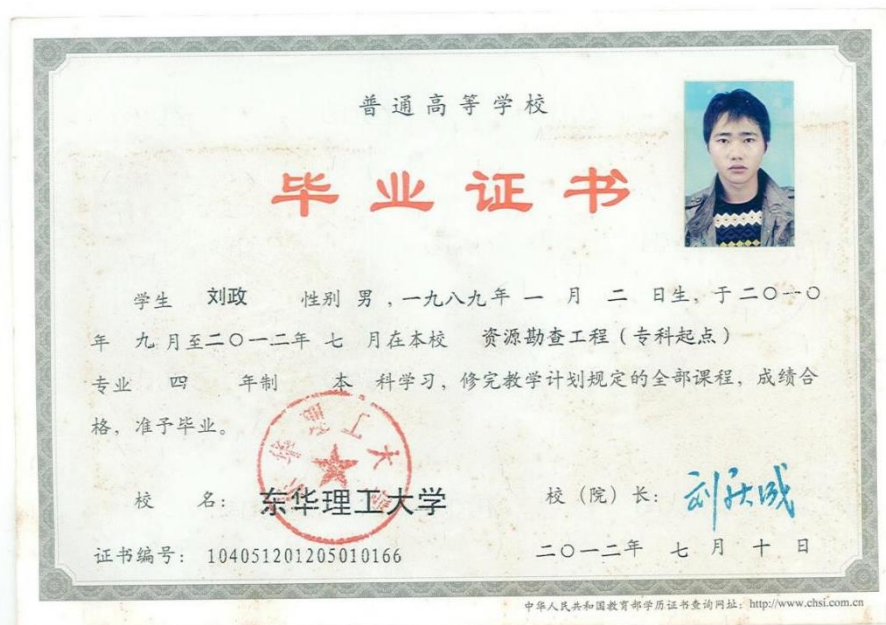 普通高等学校
毕业证书
学生 刘政 性别 男 ，一九八九年 一 月 二 日生，于二〇一〇
年 九 月至二〇一二年 七 月在本校 资源勘查工程（专科起点）
专业 四 年制 本 科学习，修完教学计划规定的全部课程，成绩合
格，准予毕业。
东华理工大学
校 名： 东华理工大学 校（院）长：
证书编号： 104051201205010166 二〇一二年 七 月 十 日
中华人民共和国教育部学历证书查询网址：http://www.chsi.com.cn